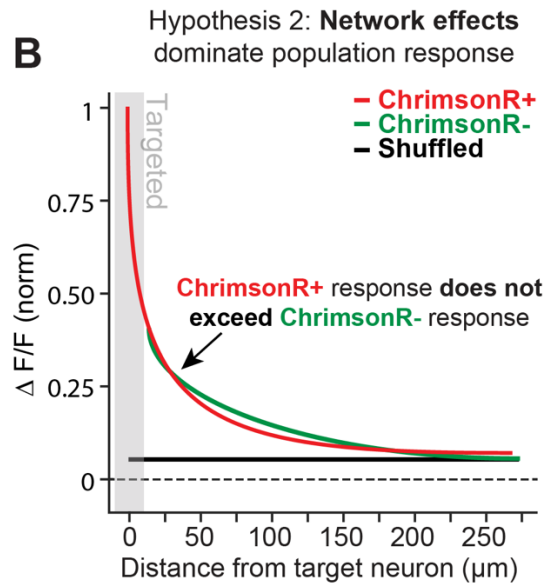 Hypothesis 2: Network effects
dominate population response
B
ChrimsonR+
ChrimsonR-
Shuffled
Targeted
ChrimsonR+ response does not
exceed ChrimsonR- response
Δ F/F (norm)
1
0.75
0.50
0.25
0
0 50 100 150 200 250
Distance from target neuron (µm)